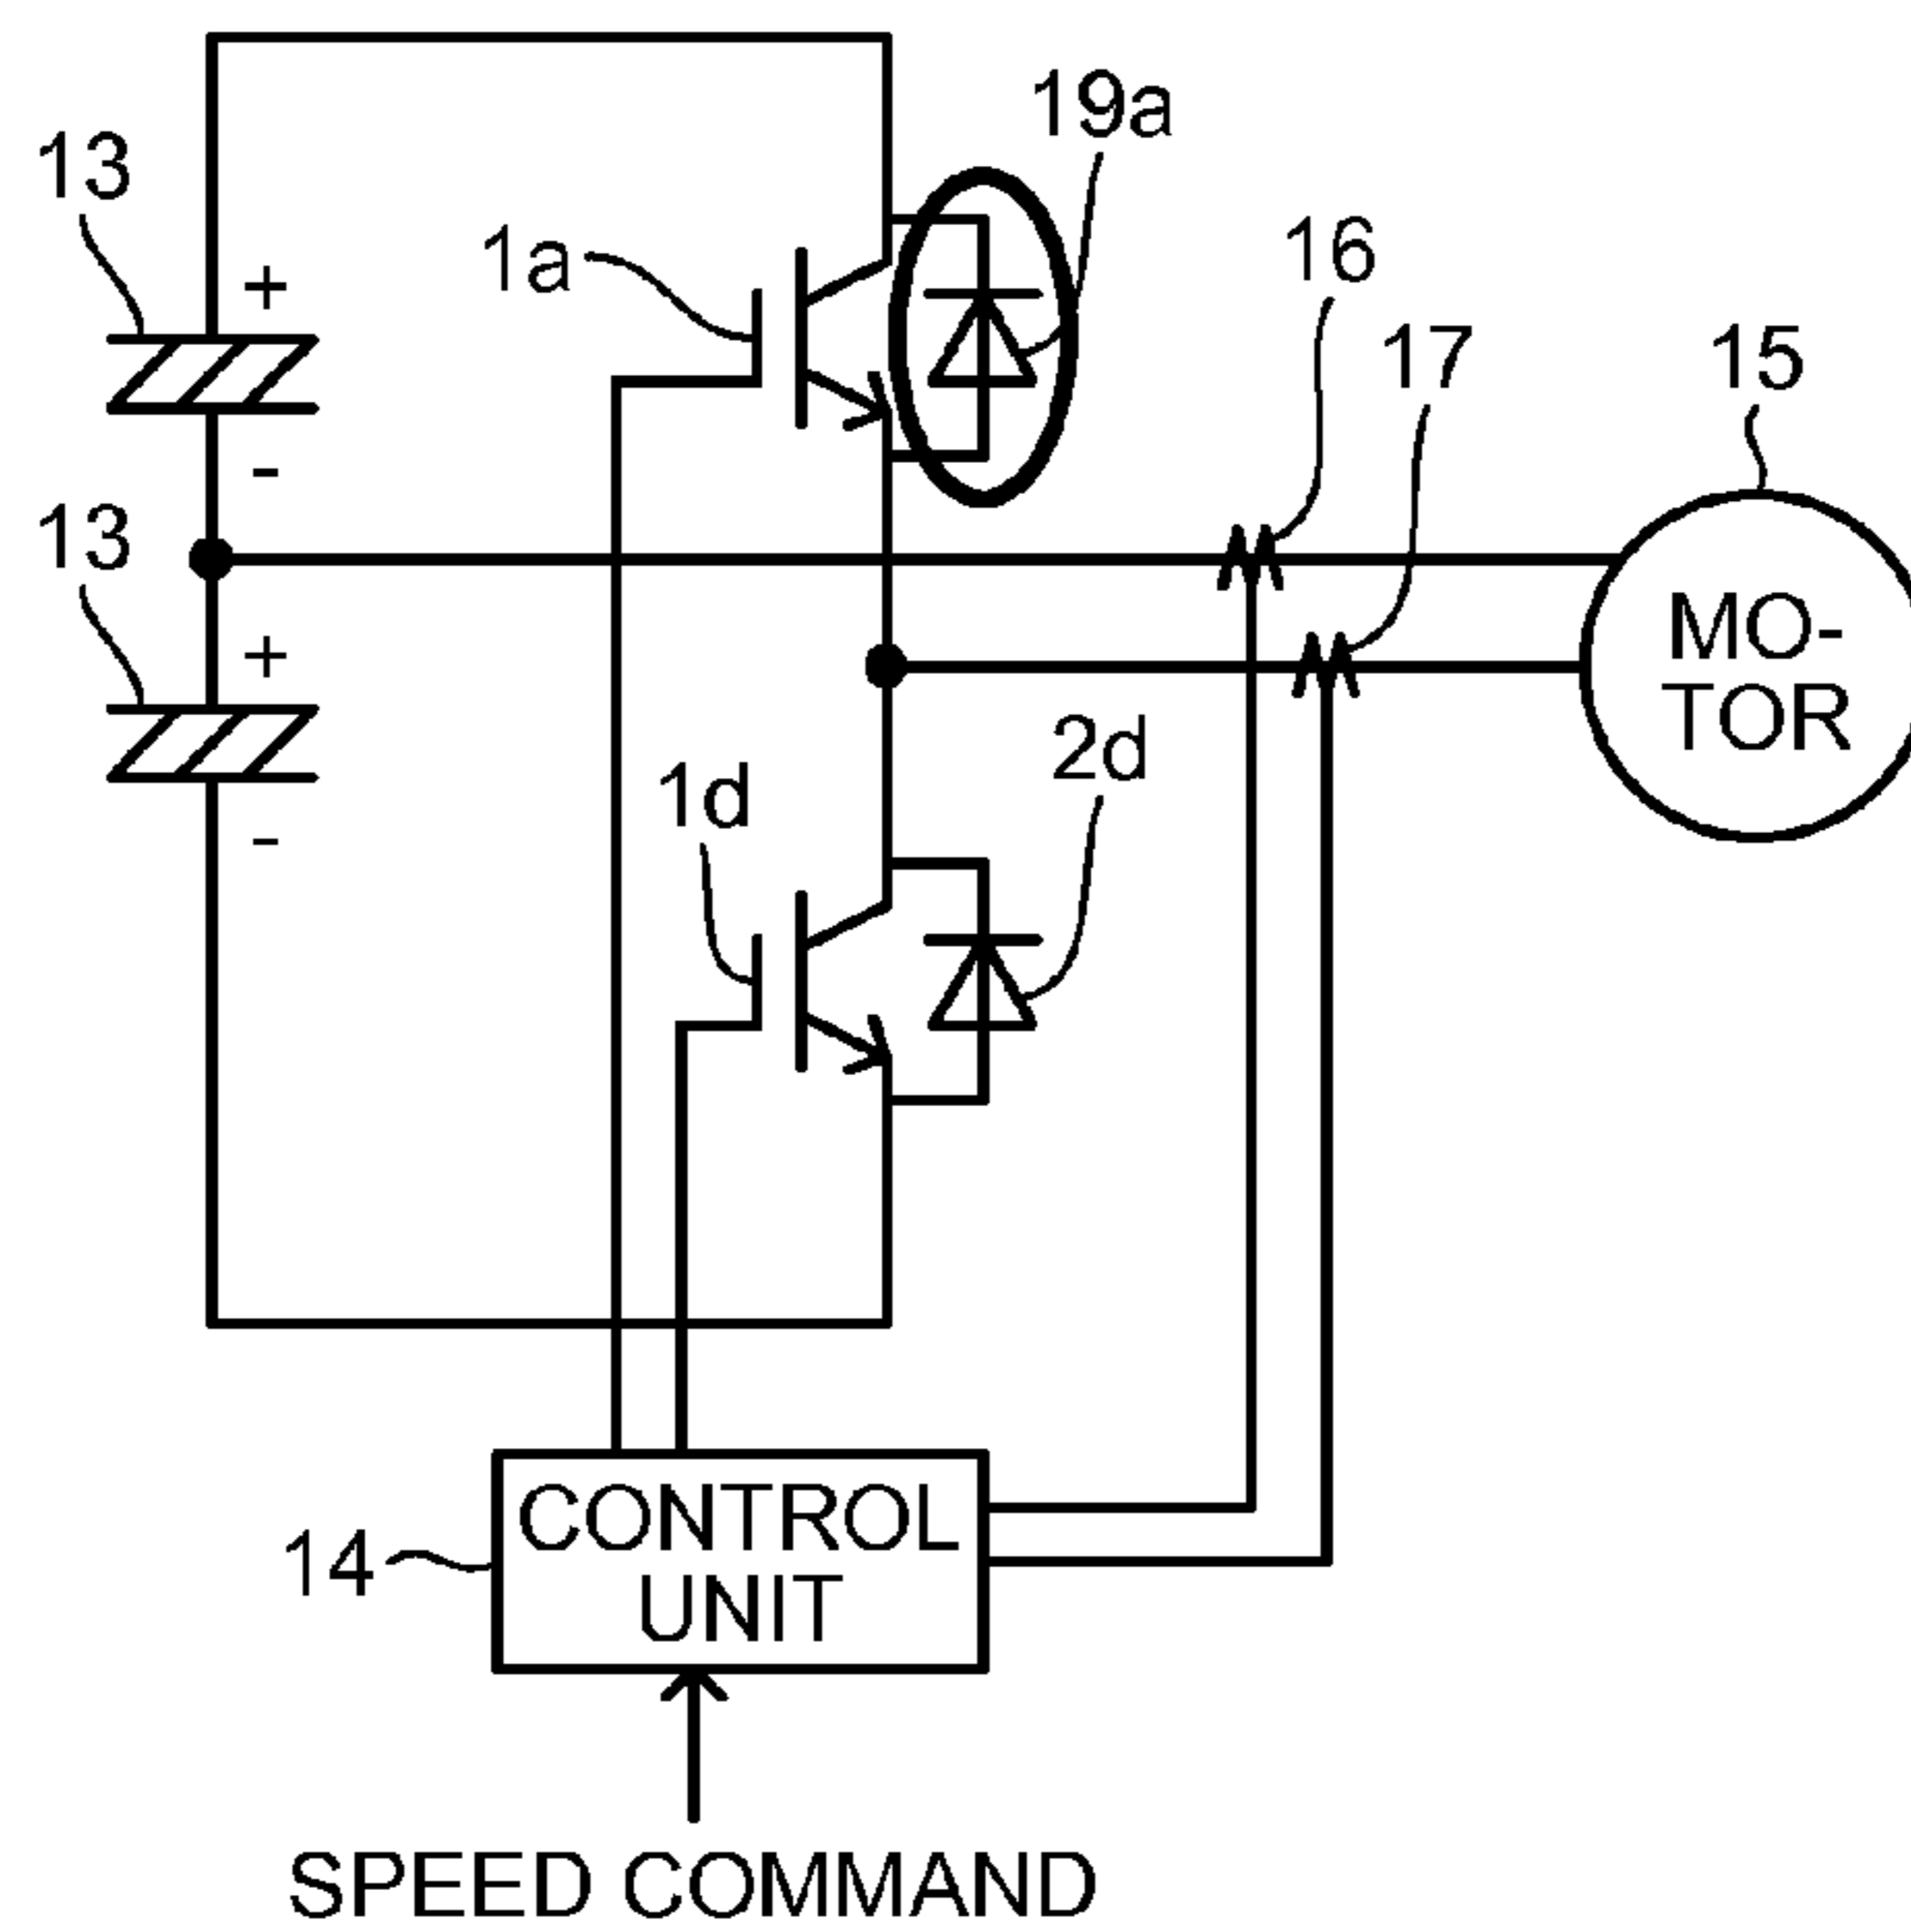 19a
13
1a
16
+
17
15
-
13
+
MO-
TOR
2d
1d
-
CONTROL
UNIT
14
SPEED COMMAND